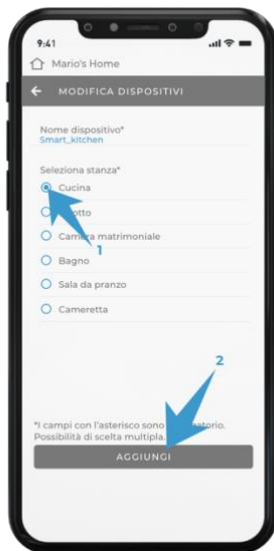 9:41
Mario's Home
MODIFICA DISPOSITIVI
Nome dispositivo*
Smart_kitchen
Seleziona stanza*
Cucina
1
Camera matrimoniale
Bagno
Sala da pranzo
Cameretta
2
*I campi con l'asterisco sono
Possibilità di scelta multipla.
AGGIUNGI